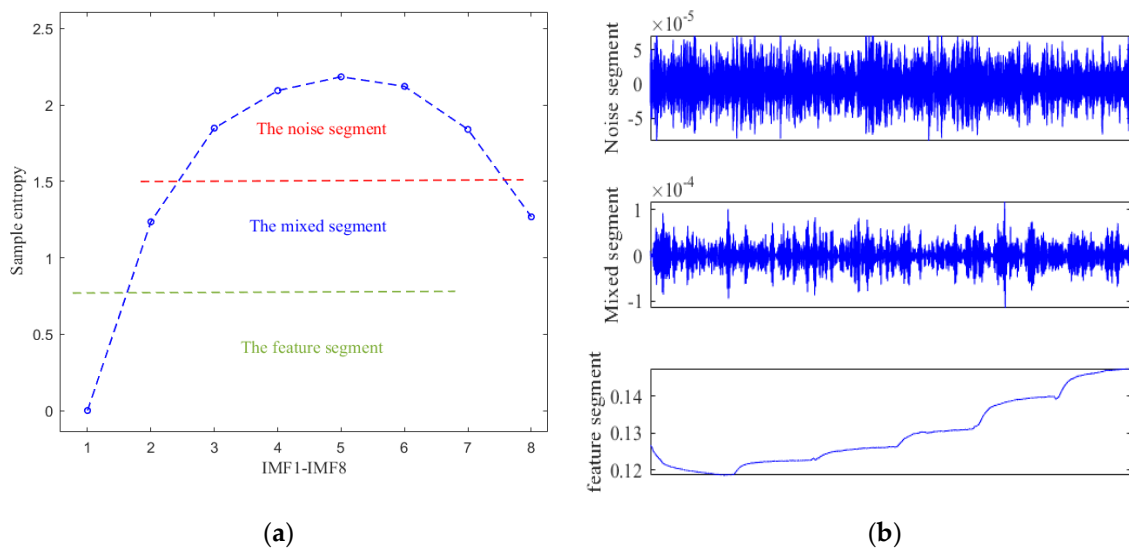 2.5
2
1.5
1
0.5
0
Sample entropy
The noise segment
The mixed segment
The feature segment
1 2 3 4 5 6 7 8
IMF1-IMF8
(a)
×10-5
5
0
-5
Noise segment
×10-4
1
0
-1
Mixed segment
0.14
0.13
0.12
feature segment
(b)